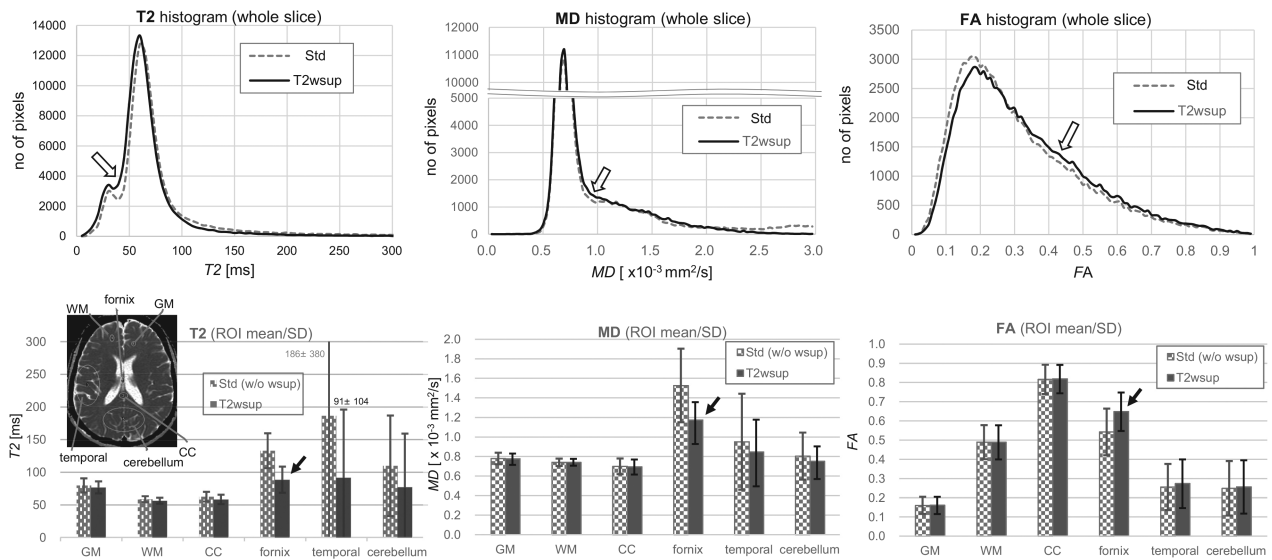 T2 histogram (whole slice)
14000
12000
10000
8000
6000
4000
2000
0
no of pixels
Std
T2wsup
0
50
100
150
200
250
300
T2 [ms]
MD histogram (whole slice)
12000
11000
10000
5000
4000
3000
2000
1000
0
no of pixels
Std
T2wsup
0.0
0.5
1.0
1.5
2.0
2.5
3.0
MD [ x10-3 mm2/s]
FA histogram (whole slice)
3500
3000
2500
2000
1500
1000
500
0
no of pixels
Std
T2wsup
0
0.1
0.2
0.3
0.4
0.5
0.6
0.7
0.8
0.9
1
FA
T2 (ROI mean/SD)
WM
fornix
GM
temporal
cerebellum
CC
300
250
200
150
100
50
0
T2 [ms]
186± 380
91± 104
Std (w/o wsup)
T2wsup
GM
WM
CC
fornix
temporal
cerebellum
MD (ROI mean/SD)
2.0
1.8
1.6
1.4
1.2
1.0
0.8
0.6
0.4
0.2
0.0
MD [ x 10-3 mm2/s]
Std (w/o wsup)
T2wsup
GM
WM
CC
fornix
temporal
cerebellum
FA (ROI mean/SD)
1.0
0.9
0.8
0.7
0.6
0.5
0.4
0.3
0.2
0.1
0.0
FA
Std (w/o wsup)
T2wsup
GM
WM
CC
fornix
temporal
cerebellum